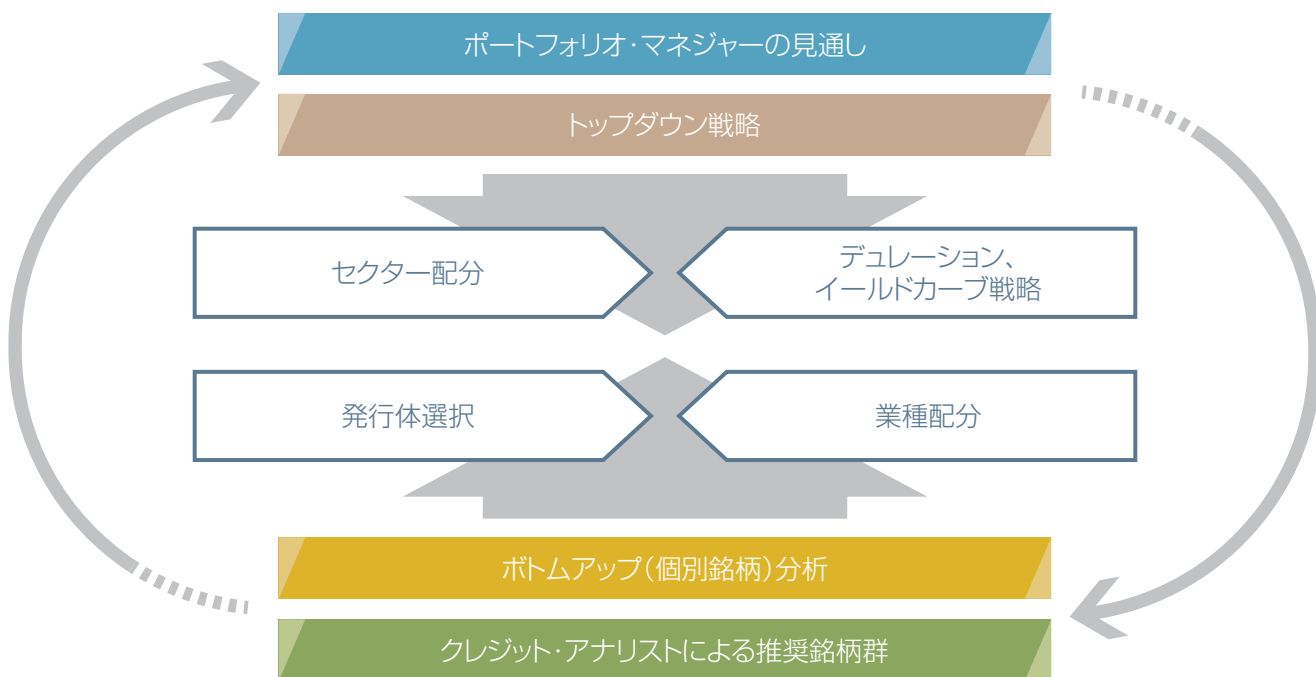 ポートフォリオ・マネジャーの見通し
トップダウン戦略
セクター配分
デュレーション、
イールドカーブ戦略
発行体選択
業種配分
ボトムアップ(個別銘柄)分析
クレジット・アナリストによる推奨銘柄群